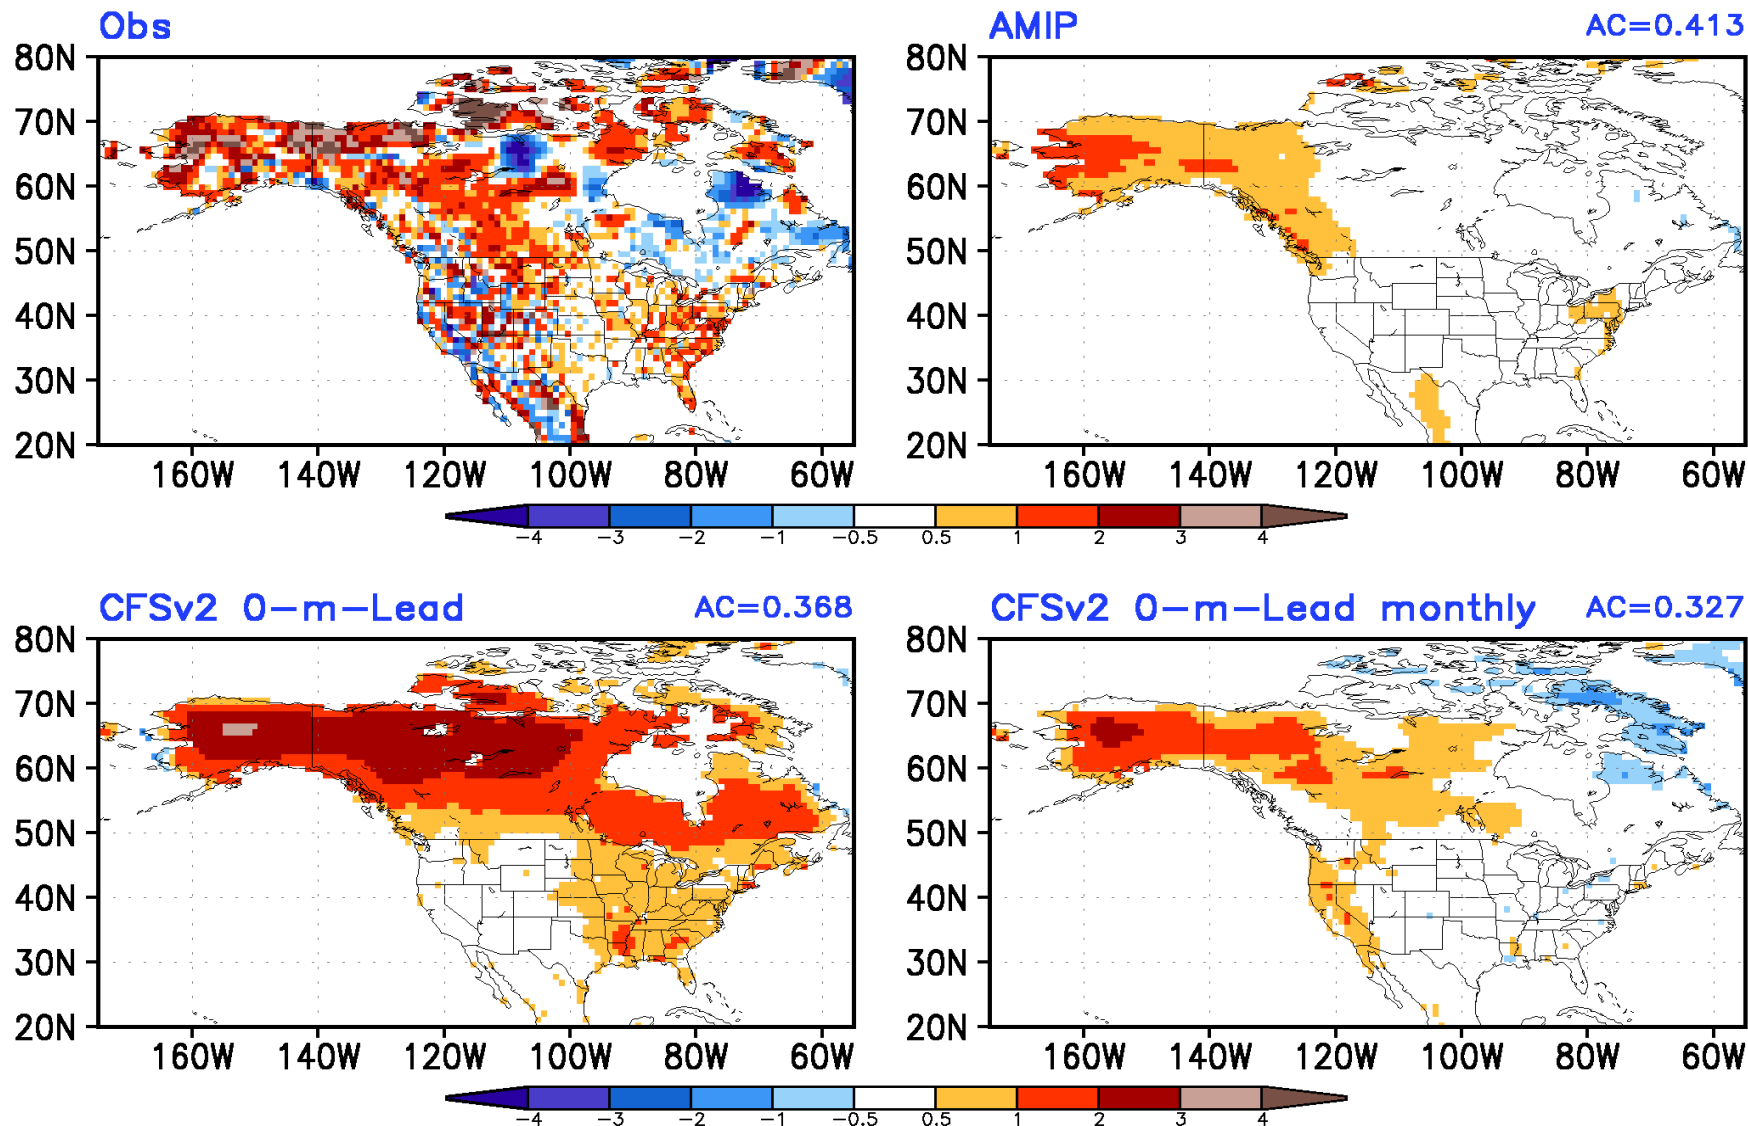 Obs
AMIP AC=0.413
80N 80N
70N 70N
60N 60N
50N 50N
40N 40N
30N 30N
20N 20N
160W 140W 120W 100W 80W 60W 160W 140W 120W 100W 80W 60W
−4 −3 −2 −1 −0.5 0.5 1 2 3 4
CFSv2 0−m−Lead AC=0.368
CFSv2 0−m−Lead monthly AC=0.327
80N 80N
70N 70N
60N 60N
50N 50N
40N 40N
30N 30N
20N 20N
160W 140W 120W 100W 80W 60W 160W 140W 120W 100W 80W 60W
−4 −3 −2 −1 −0.5 0.5 1 2 3 4